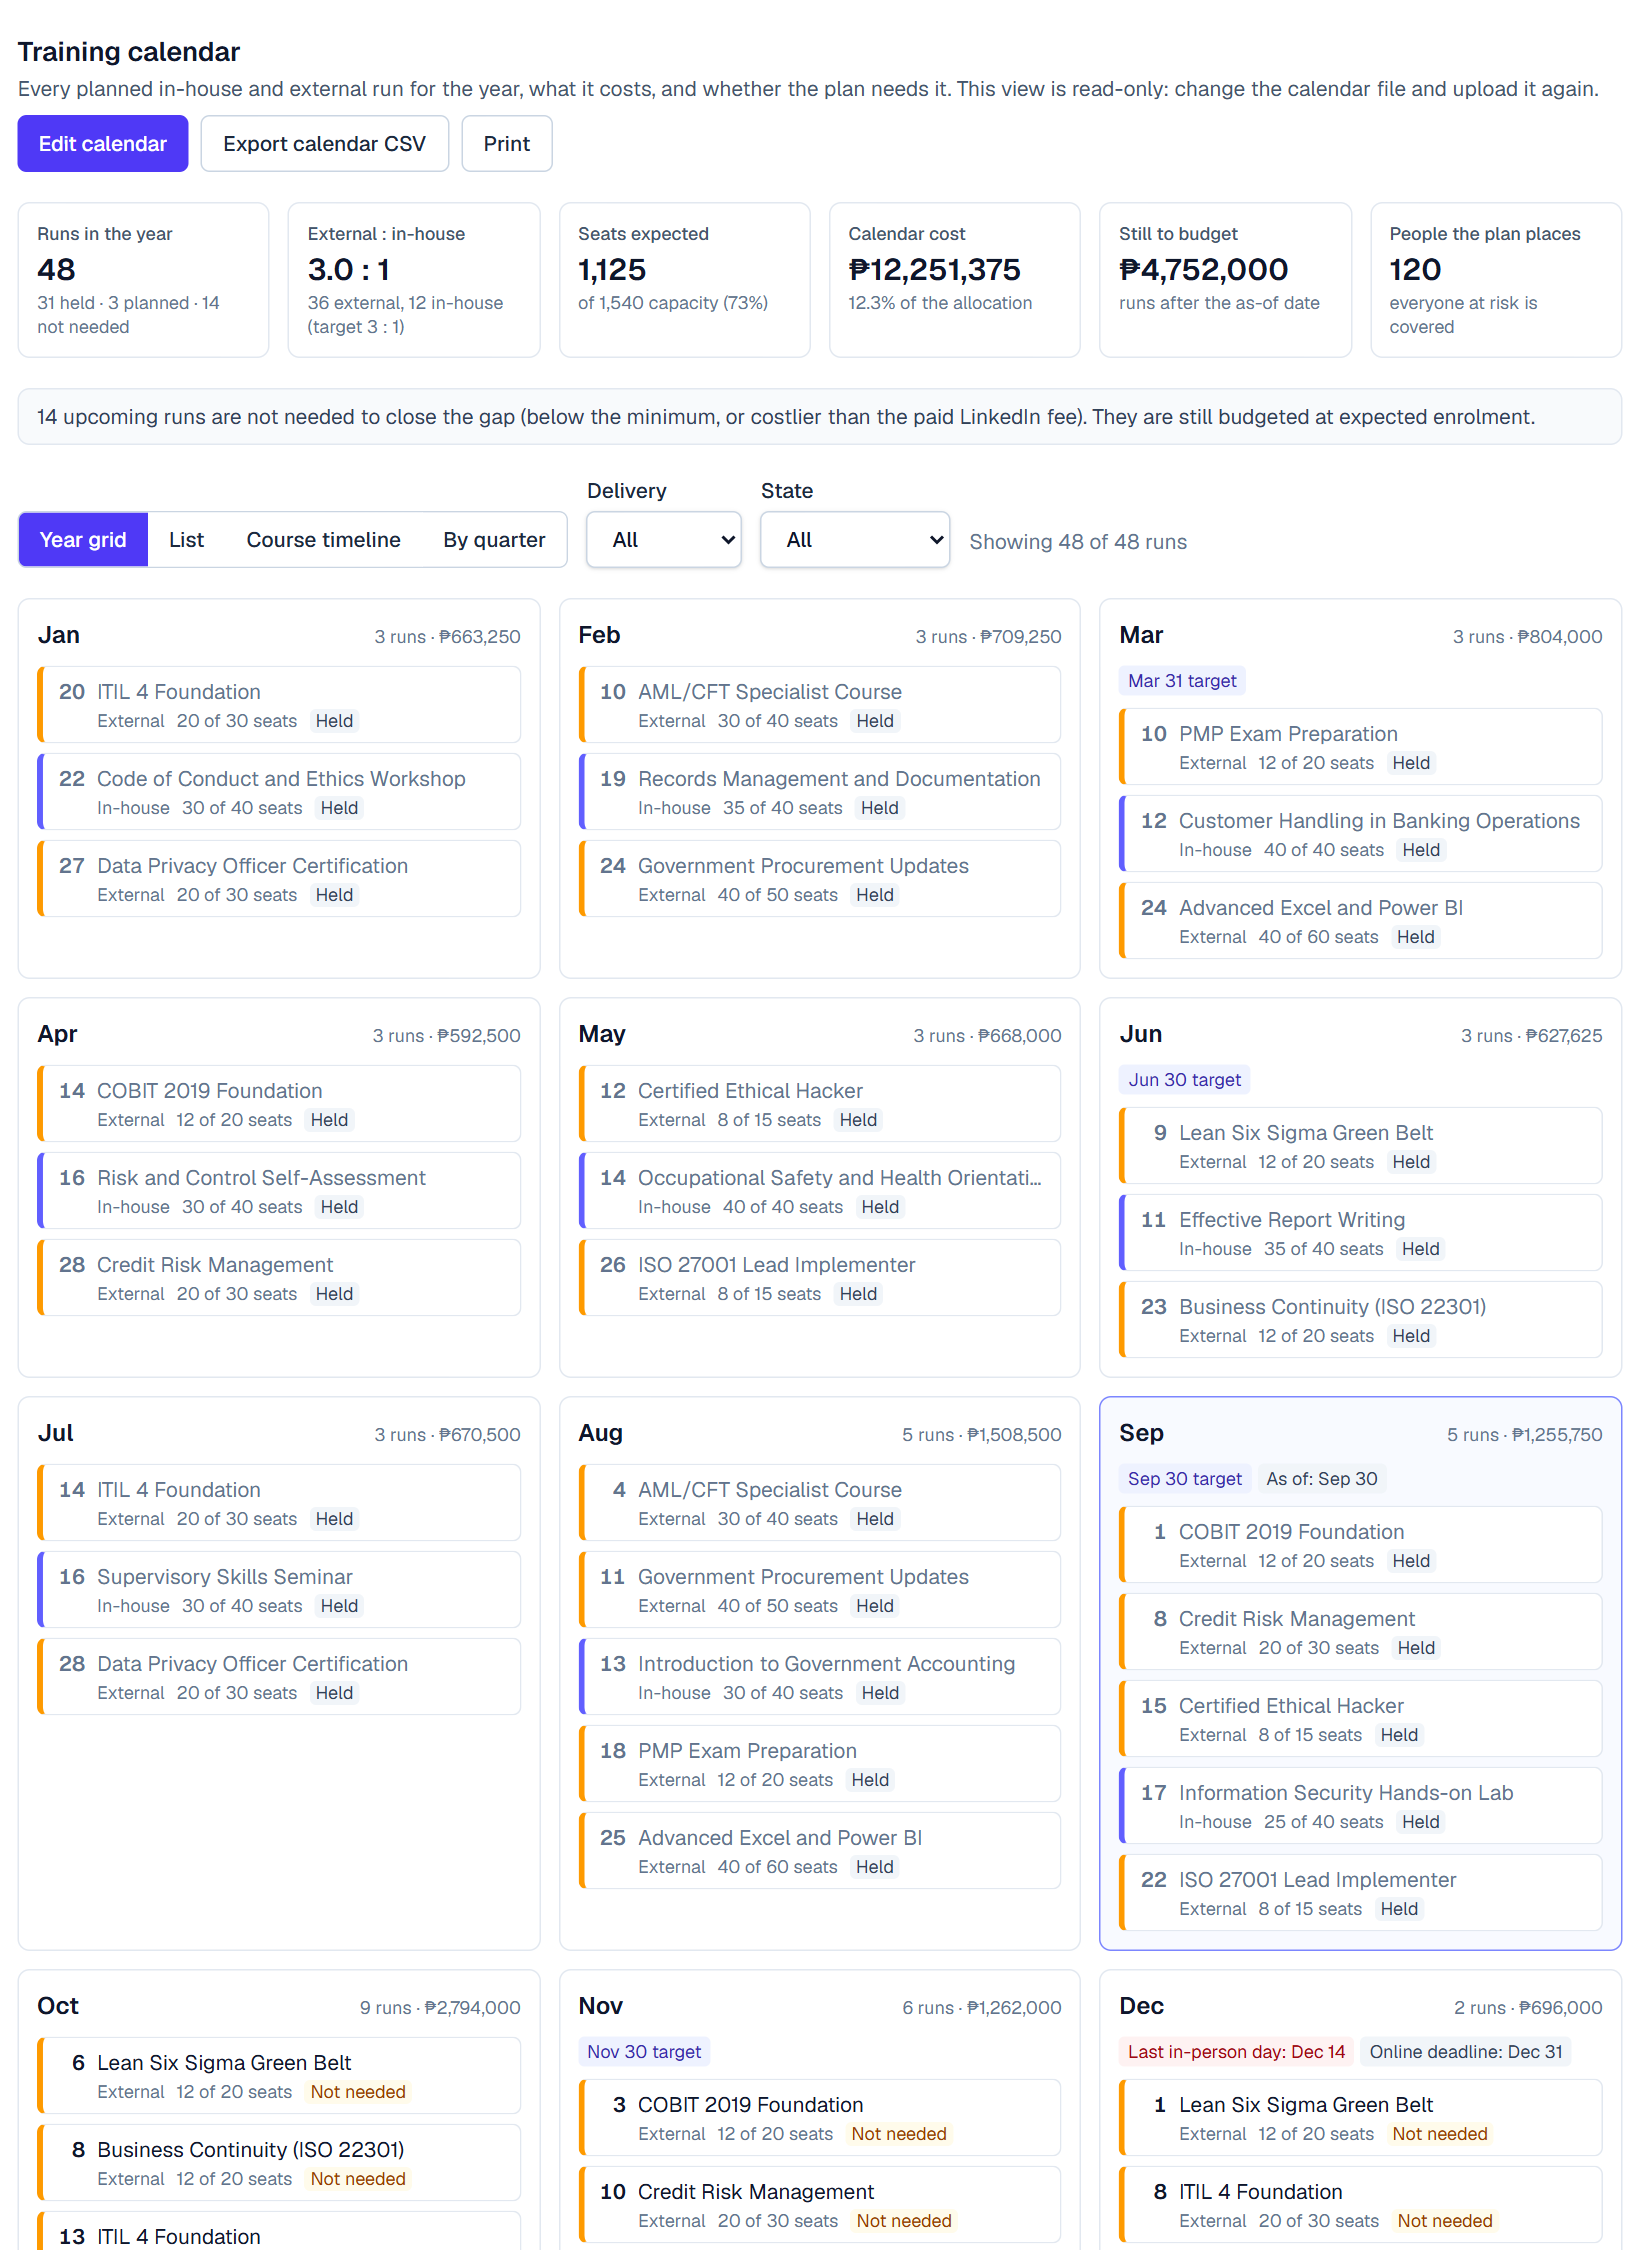 Training calendar
Every planned in-house and external run for the year, what it costs, and whether the plan needs it. This view is read-only: change the calendar file and upload it again.
Edit calendar
Export calendar CSV
Print
Runs in the year
48
31 held · 3 planned · 14
not needed
External : in-house
3.0 : 1
36 external, 12 in-house
(target 3 : 1)
Seats expected
1,125
of 1,540 capacity (73%)
Calendar cost
₱12,251,375
12.3% of the allocation
Still to budget
₱4,752,000
runs after the as-of date
People the plan places
120
everyone at risk is
covered
14 upcoming runs are not needed to close the gap (below the minimum, or costlier than the paid LinkedIn fee). They are still budgeted at expected enrolment.
Year grid
List
Course timeline
By quarter
Delivery
All
State
All
Showing 48 of 48 runs
Jan
3 runs · ₱663,250
20 ITIL 4 Foundation
External 20 of 30 seats Held
22 Code of Conduct and Ethics Workshop
In-house 30 of 40 seats Held
27 Data Privacy Officer Certification
External 20 of 30 seats Held
Feb
3 runs · ₱709,250
10 AML/CFT Specialist Course
External 30 of 40 seats Held
19 Records Management and Documentation
In-house 35 of 40 seats Held
24 Government Procurement Updates
External 40 of 50 seats Held
Mar
3 runs · ₱804,000
Mar 31 target
10 PMP Exam Preparation
External 12 of 20 seats Held
12 Customer Handling in Banking Operations
In-house 40 of 40 seats Held
24 Advanced Excel and Power BI
External 40 of 60 seats Held
Apr
3 runs · ₱592,500
14 COBIT 2019 Foundation
External 12 of 20 seats Held
16 Risk and Control Self-Assessment
In-house 30 of 40 seats Held
28 Credit Risk Management
External 20 of 30 seats Held
May
3 runs · ₱668,000
12 Certified Ethical Hacker
External 8 of 15 seats Held
14 Occupational Safety and Health Orientati...
In-house 40 of 40 seats Held
26 ISO 27001 Lead Implementer
External 8 of 15 seats Held
Jun
3 runs · ₱627,625
Jun 30 target
9 Lean Six Sigma Green Belt
External 12 of 20 seats Held
11 Effective Report Writing
In-house 35 of 40 seats Held
23 Business Continuity (ISO 22301)
External 12 of 20 seats Held
Jul
3 runs · ₱670,500
14 ITIL 4 Foundation
External 20 of 30 seats Held
16 Supervisory Skills Seminar
In-house 30 of 40 seats Held
28 Data Privacy Officer Certification
External 20 of 30 seats Held
Aug
5 runs · ₱1,508,500
4 AML/CFT Specialist Course
External 30 of 40 seats Held
11 Government Procurement Updates
External 40 of 50 seats Held
13 Introduction to Government Accounting
In-house 30 of 40 seats Held
18 PMP Exam Preparation
External 12 of 20 seats Held
25 Advanced Excel and Power BI
External 40 of 60 seats Held
Sep
5 runs · ₱1,255,750
Sep 30 target As of: Sep 30
1 COBIT 2019 Foundation
External 12 of 20 seats Held
8 Credit Risk Management
External 20 of 30 seats Held
15 Certified Ethical Hacker
External 8 of 15 seats Held
17 Information Security Hands-on Lab
In-house 25 of 40 seats Held
22 ISO 27001 Lead Implementer
External 8 of 15 seats Held
Oct
9 runs · ₱2,794,000
6 Lean Six Sigma Green Belt
External 12 of 20 seats Not needed
8 Business Continuity (ISO 22301)
External 12 of 20 seats Not needed
13 ITIL 4 Foundation
Nov
6 runs · ₱1,262,000
Nov 30 target
3 COBIT 2019 Foundation
External 12 of 20 seats Not needed
10 Credit Risk Management
External 20 of 30 seats Not needed
Dec
2 runs · ₱696,000
Last in-person day: Dec 14 Online deadline: Dec 31
1 Lean Six Sigma Green Belt
External 12 of 20 seats Not needed
8 ITIL 4 Foundation
External 20 of 30 seats Not needed